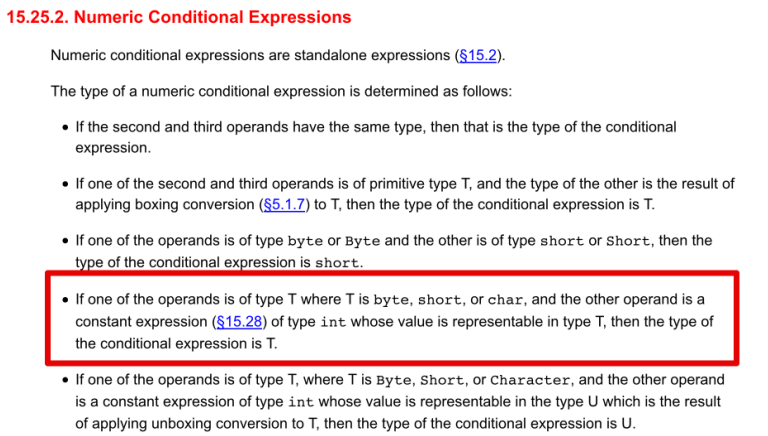 15.25.2. Numeric Conditional Expressions
Numeric conditional expressions are standalone expressions (§15.2).
The type of a numeric conditional expression is determined as follows:
• If the second and third operands have the same type, then that is the type of the conditional
expression.
• If one of the second and third operands is of primitive type T, and the type of the other is the result of
applying boxing conversion (§5.1.7) to T, then the type of the conditional expression is T.
• If one of the operands is of type byte or Byte and the other is of type short or Short, then the
type of the conditional expression is short.
• If one of the operands is of type T where T is byte, short, or char, and the other operand is a
constant expression (§15.28) of type int whose value is representable in type T, then the type of
the conditional expression is T.
• If one of the operands is of type T, where T is Byte, Short, or Character, and the other operand
is a constant expression of type int whose value is representable in the type U which is the result
of applying unboxing conversion to T, then the type of the conditional expression is U.